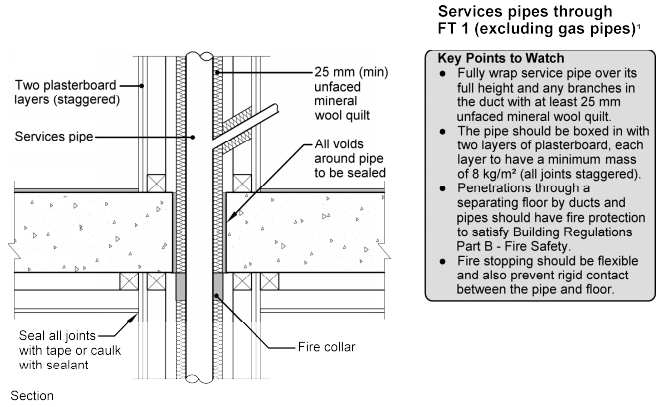 Services pipes through
FT 1 (excluding gas pipes)¹
Key Points to Watch
● Fully wrap service pipe over its
full height and any branches in
the duct with at least 25 mm
unfaced mineral wool quilt.
● The pipe should be boxed in with
two layers of plasterboard, each
layer to have a minimum mass
of 8 kg/m² (all joints staggered).
● Penetrations through a
separating floor by ducts and
pipes should have fire protection
to satisfy Building Regulations
Part B - Fire Safety.
● Fire stopping should be flexible
and also prevent rigid contact
between the pipe and floor.
Two plasterboard
layers (staggered)
Services pipe
25 mm (min)
unfaced
mineral
wool quilt
All voids
around pipe
to be sealed
Seal all joints
with tape or caulk
with sealant
Fire collar
Section